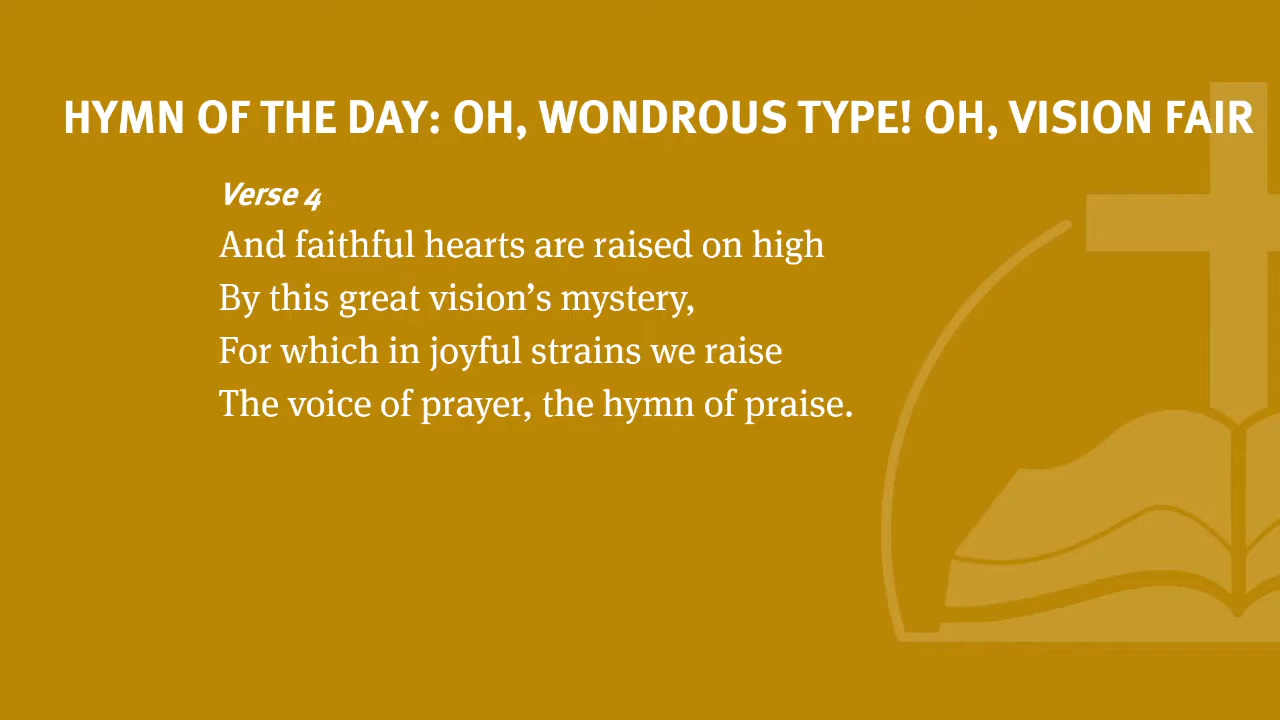 HYMN OF THE DAY: OH, WONDROUS TYPE! OH, VISION FAIR
Verse 4
And faithful hearts are raised on high
By this great vision’s mystery,
For which in joyful strains we raise
The voice of prayer, the hymn of praise.